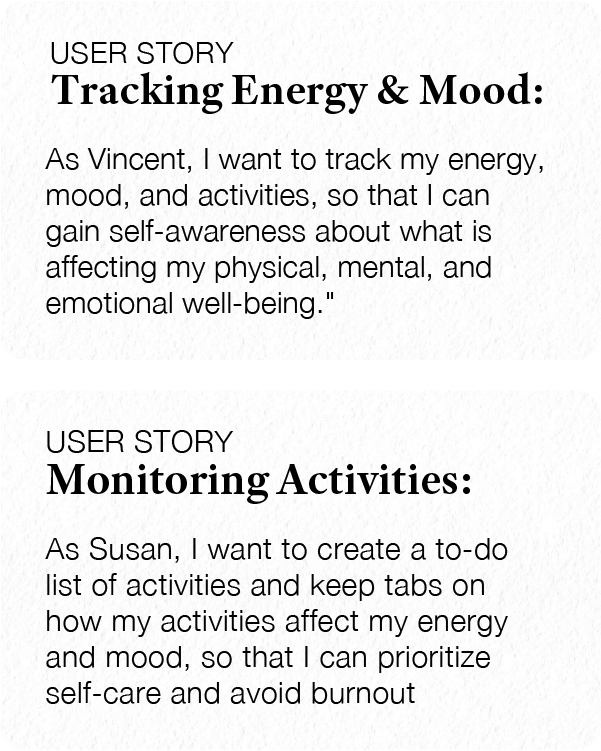 USER STORY
Tracking Energy & Mood:
As Vincent, I want to track my energy,
mood, and activities, so that I can
gain self-awareness about what is
affecting my physical, mental, and
emotional well-being."
USER STORY
Monitoring Activities:
As Susan, I want to create a to-do
list of activities and keep tabs on
how my activities affect my energy
and mood, so that I can prioritize
self-care and avoid burnout